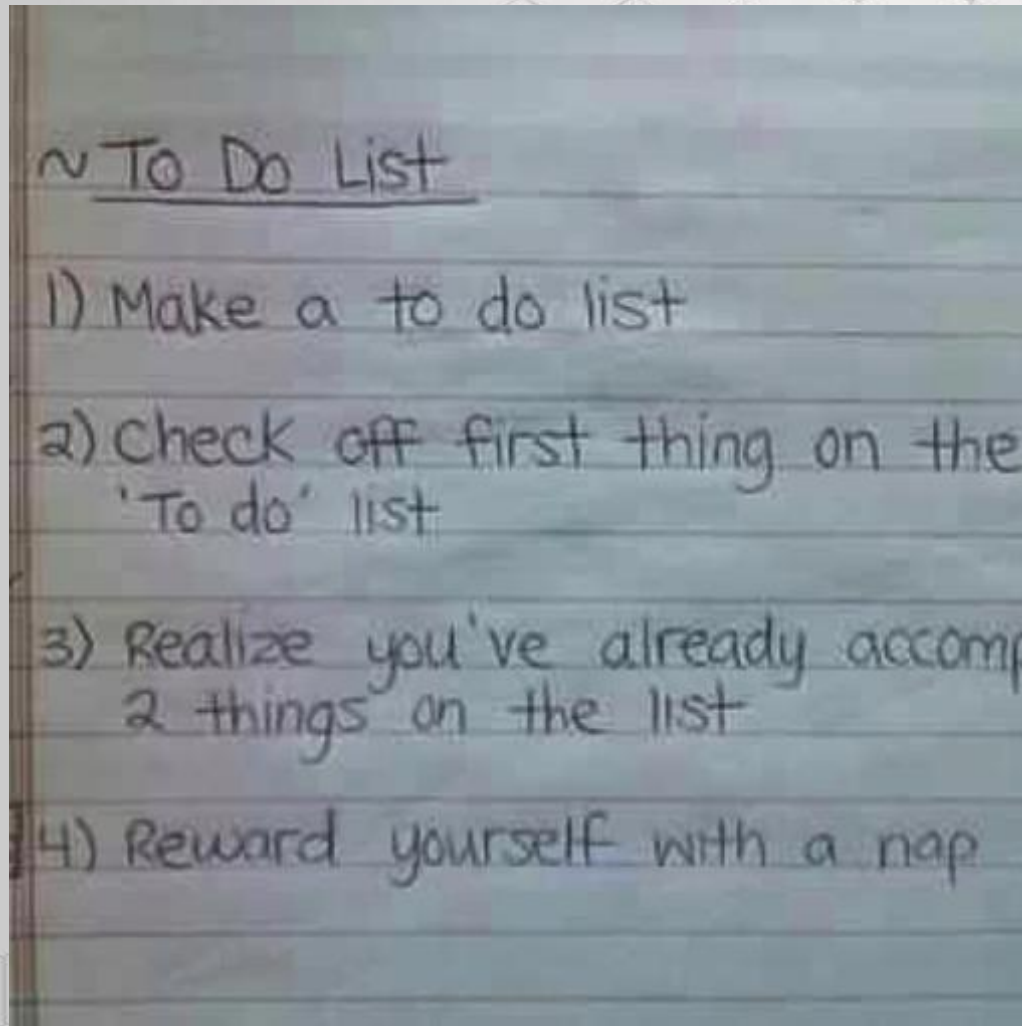 ~ To Do List
1) Make a to do list
2) Check off first thing on the
'To do' list
3) Realize you've already accomp
2 things on the list
4) Reward yourself with a nap